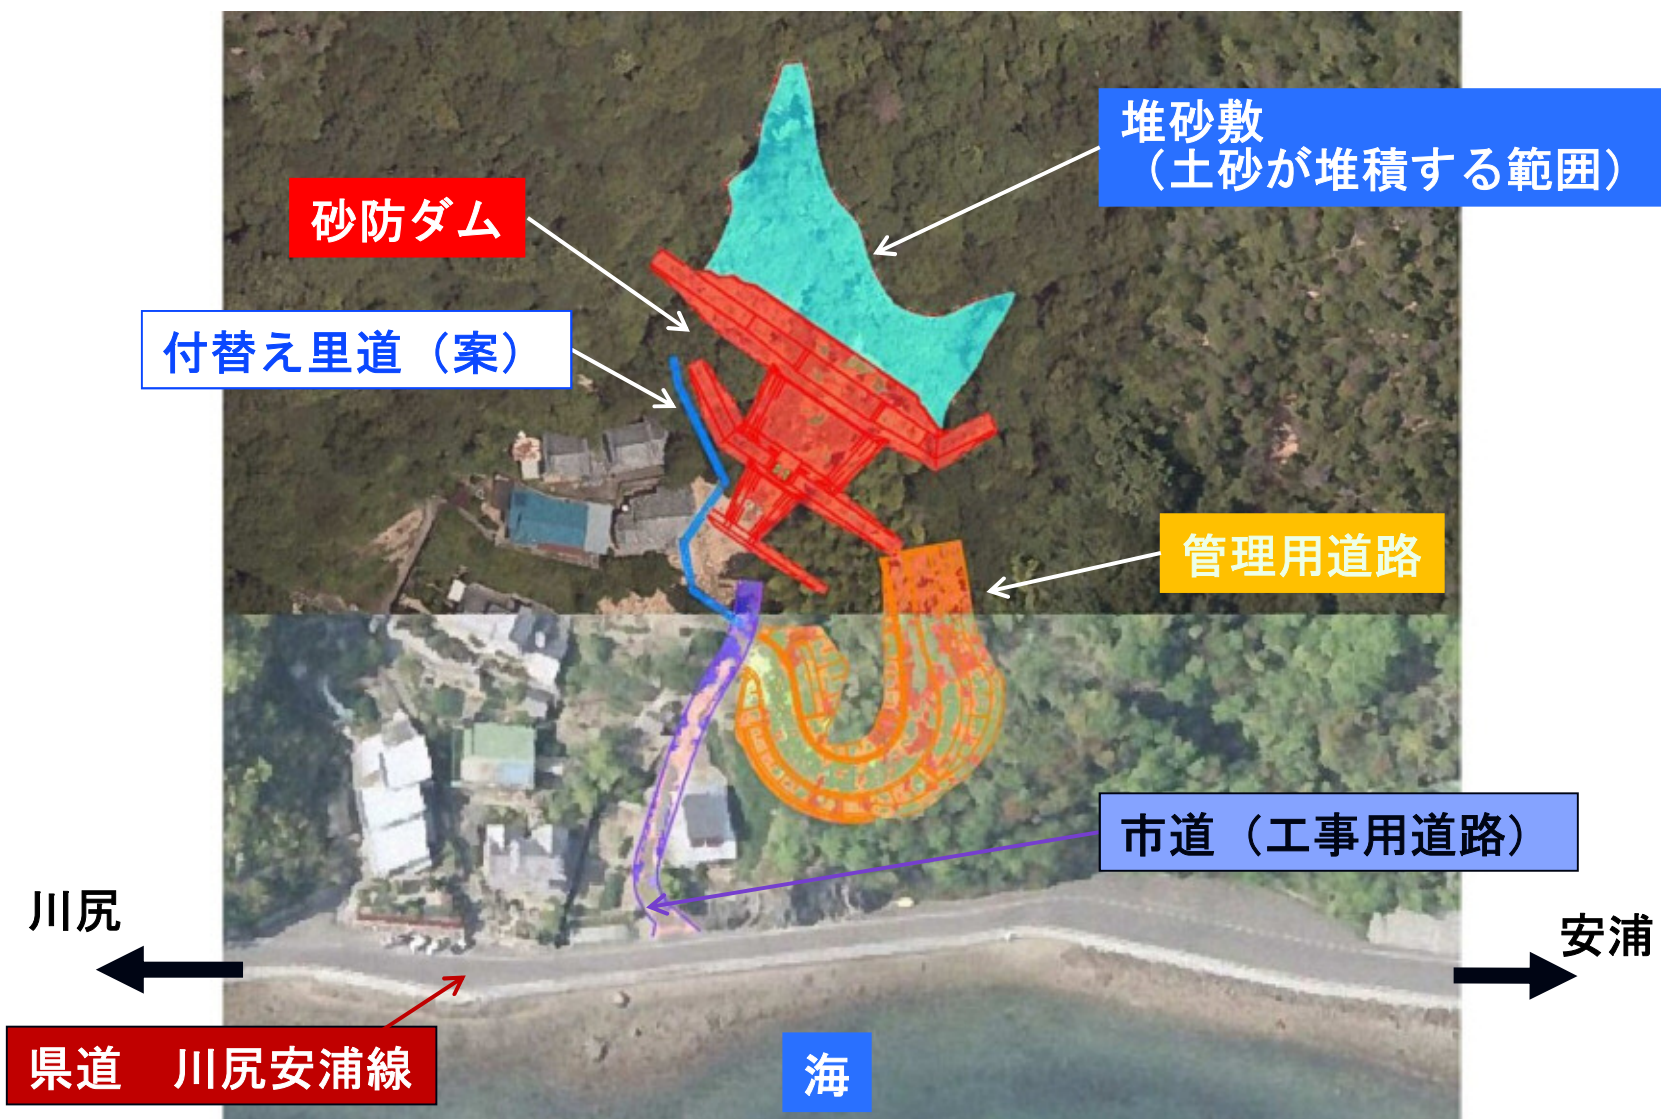 堆砂敷
（土砂が堆積する範囲）
砂防ダム
付替え里道（案）
管理用道路
市道（工事用道路）
川尻
安浦
県道　川尻安浦線
海